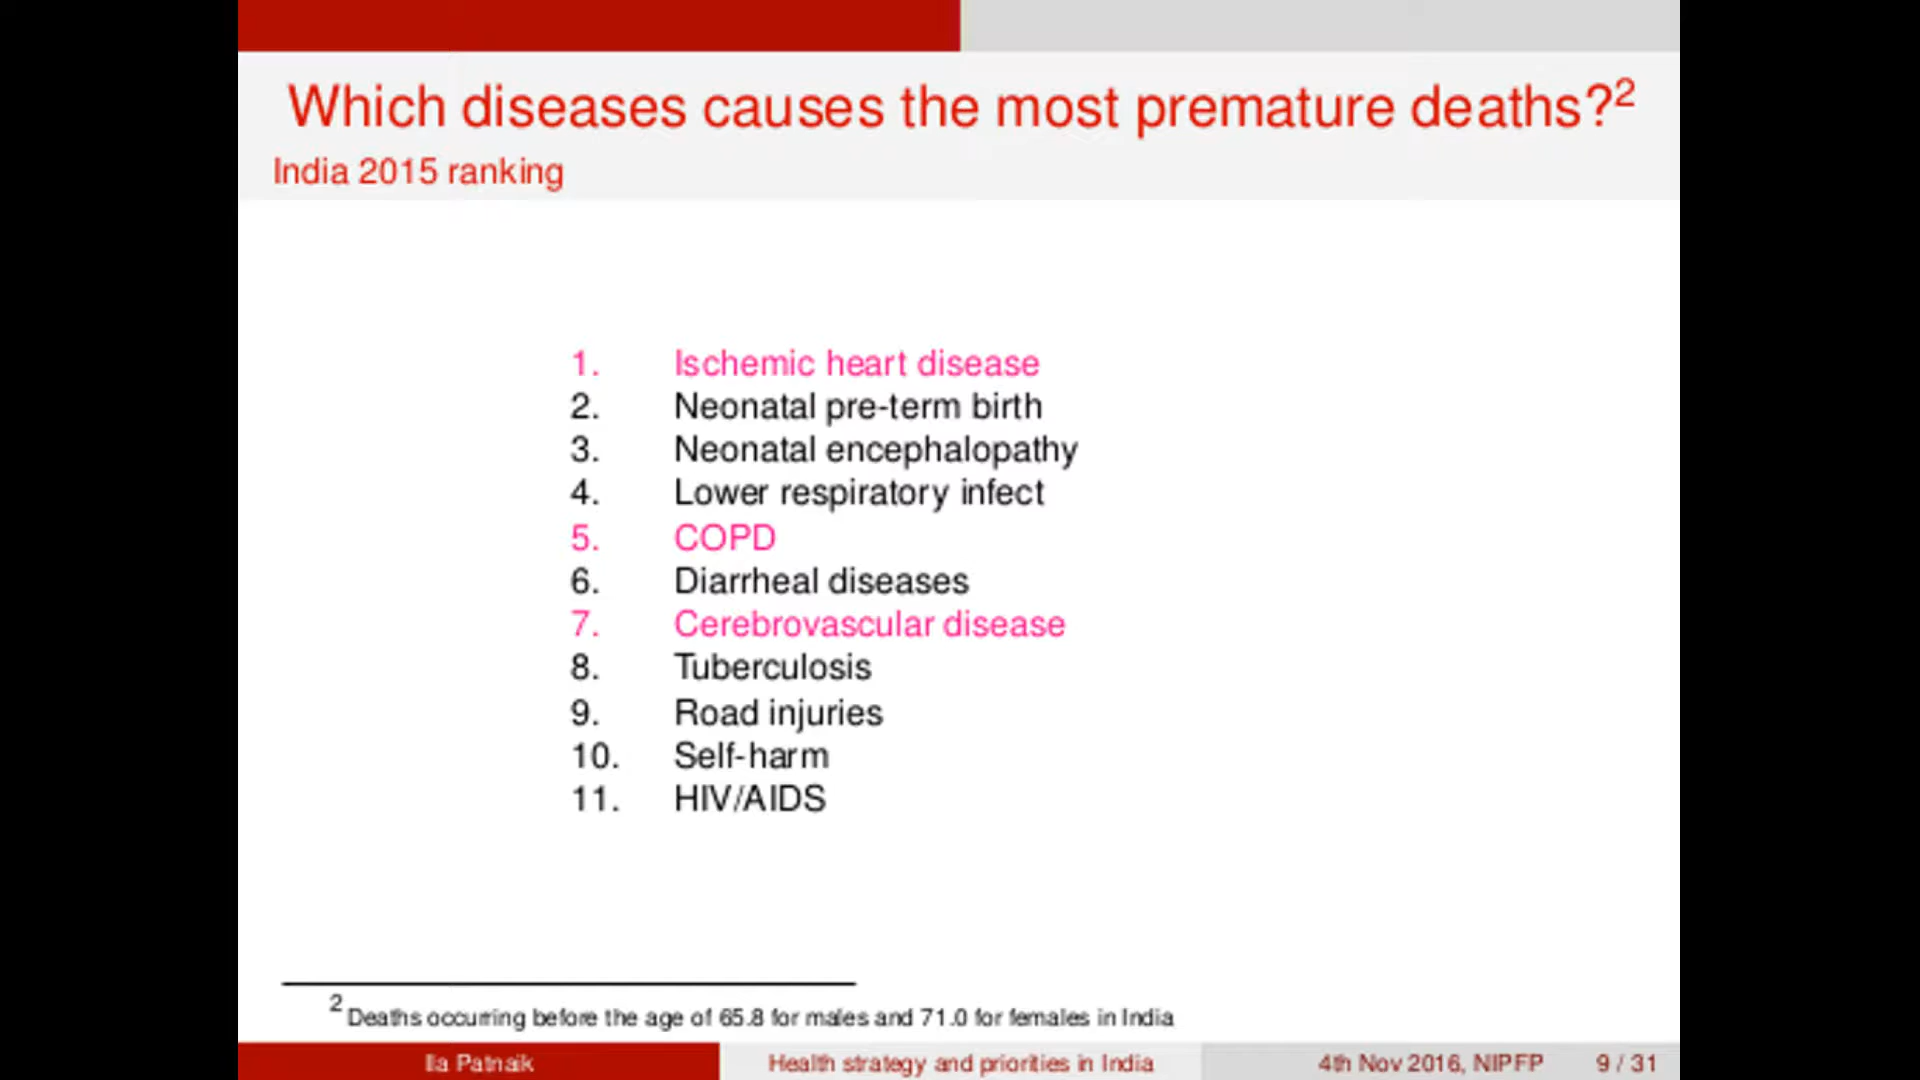 Which diseases causes the most premature deaths?2
India 2015 ranking
1. Ischemic heart disease
2. Neonatal pre-term birth
3. Neonatal encephalopathy
4. Lower respiratory infect
5. COPD
6. Diarrheal diseases
7. Cerebrovascular disease
8. Tuberculosis
9. Road injuries
10. Self-harm
11. HIV/AIDS
2 Deaths occurring before the age of 65.8 for males and 71.0 for females in India
Ila Patnaik Health strategy and priorities in India 4th Nov 2016, NIPFP 9 / 31